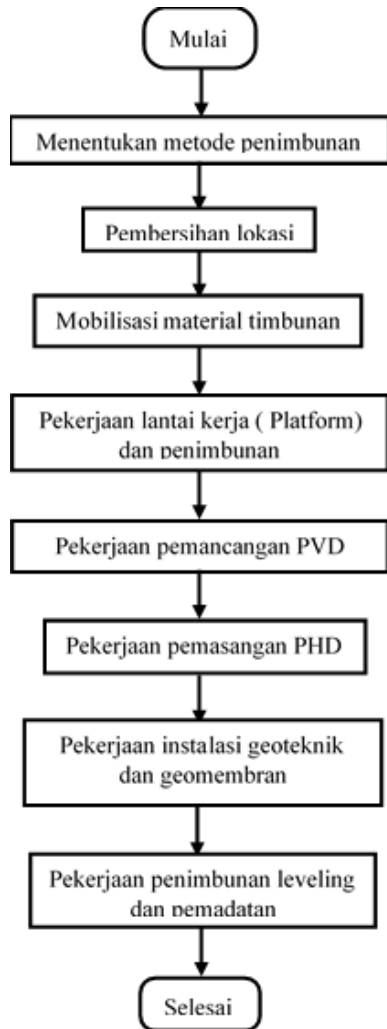 Mulai
Menentukan metode penimbunan
Pembersihan lokasi
Mobilisasi material timbunan
Pekerjaan lantai kerja ( Platform)
dan penimbunan
Pekerjaan pemancangan PVD
Pekerjaan pemasangan PHD
Pekerjaan instalasi geoteknik
dan geomembran
Pekerjaan penimbunan leveling
dan pemadatan
Selesai